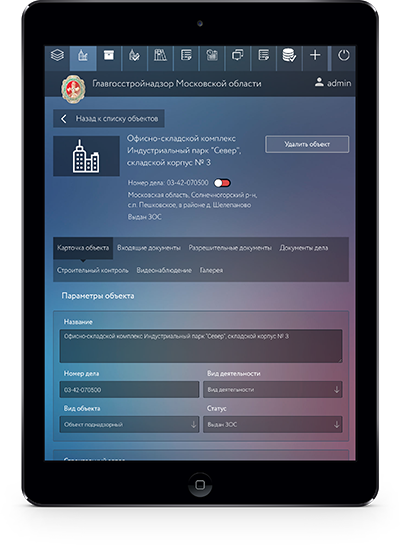 Главгосстройнадзор Московской области
admin
Назад к списку объектов
Офисно-складской комплекс
Индустриальный парк "Север",
складской корпус № 3
Удалить объект
Номер дела: 03-42-070500
Московская область, Солнечногорский р-н,
с.п. Пешковское, в районе д. Шелепаново
Выдан ЗОС
Карточка объекта Входящие документы Разрешительные документы Документы дела
Строительный контроль Видеонаблюдение Галерея
Параметры объекта
Название
Офисно-складской комплекс Индустриальный парк "Север", складской корпус № 3
Номер дела Вид деятельности
03-42-070500 Вид деятельности
Вид объекта Статус
Объект поднадзорный Выдан ЗОС